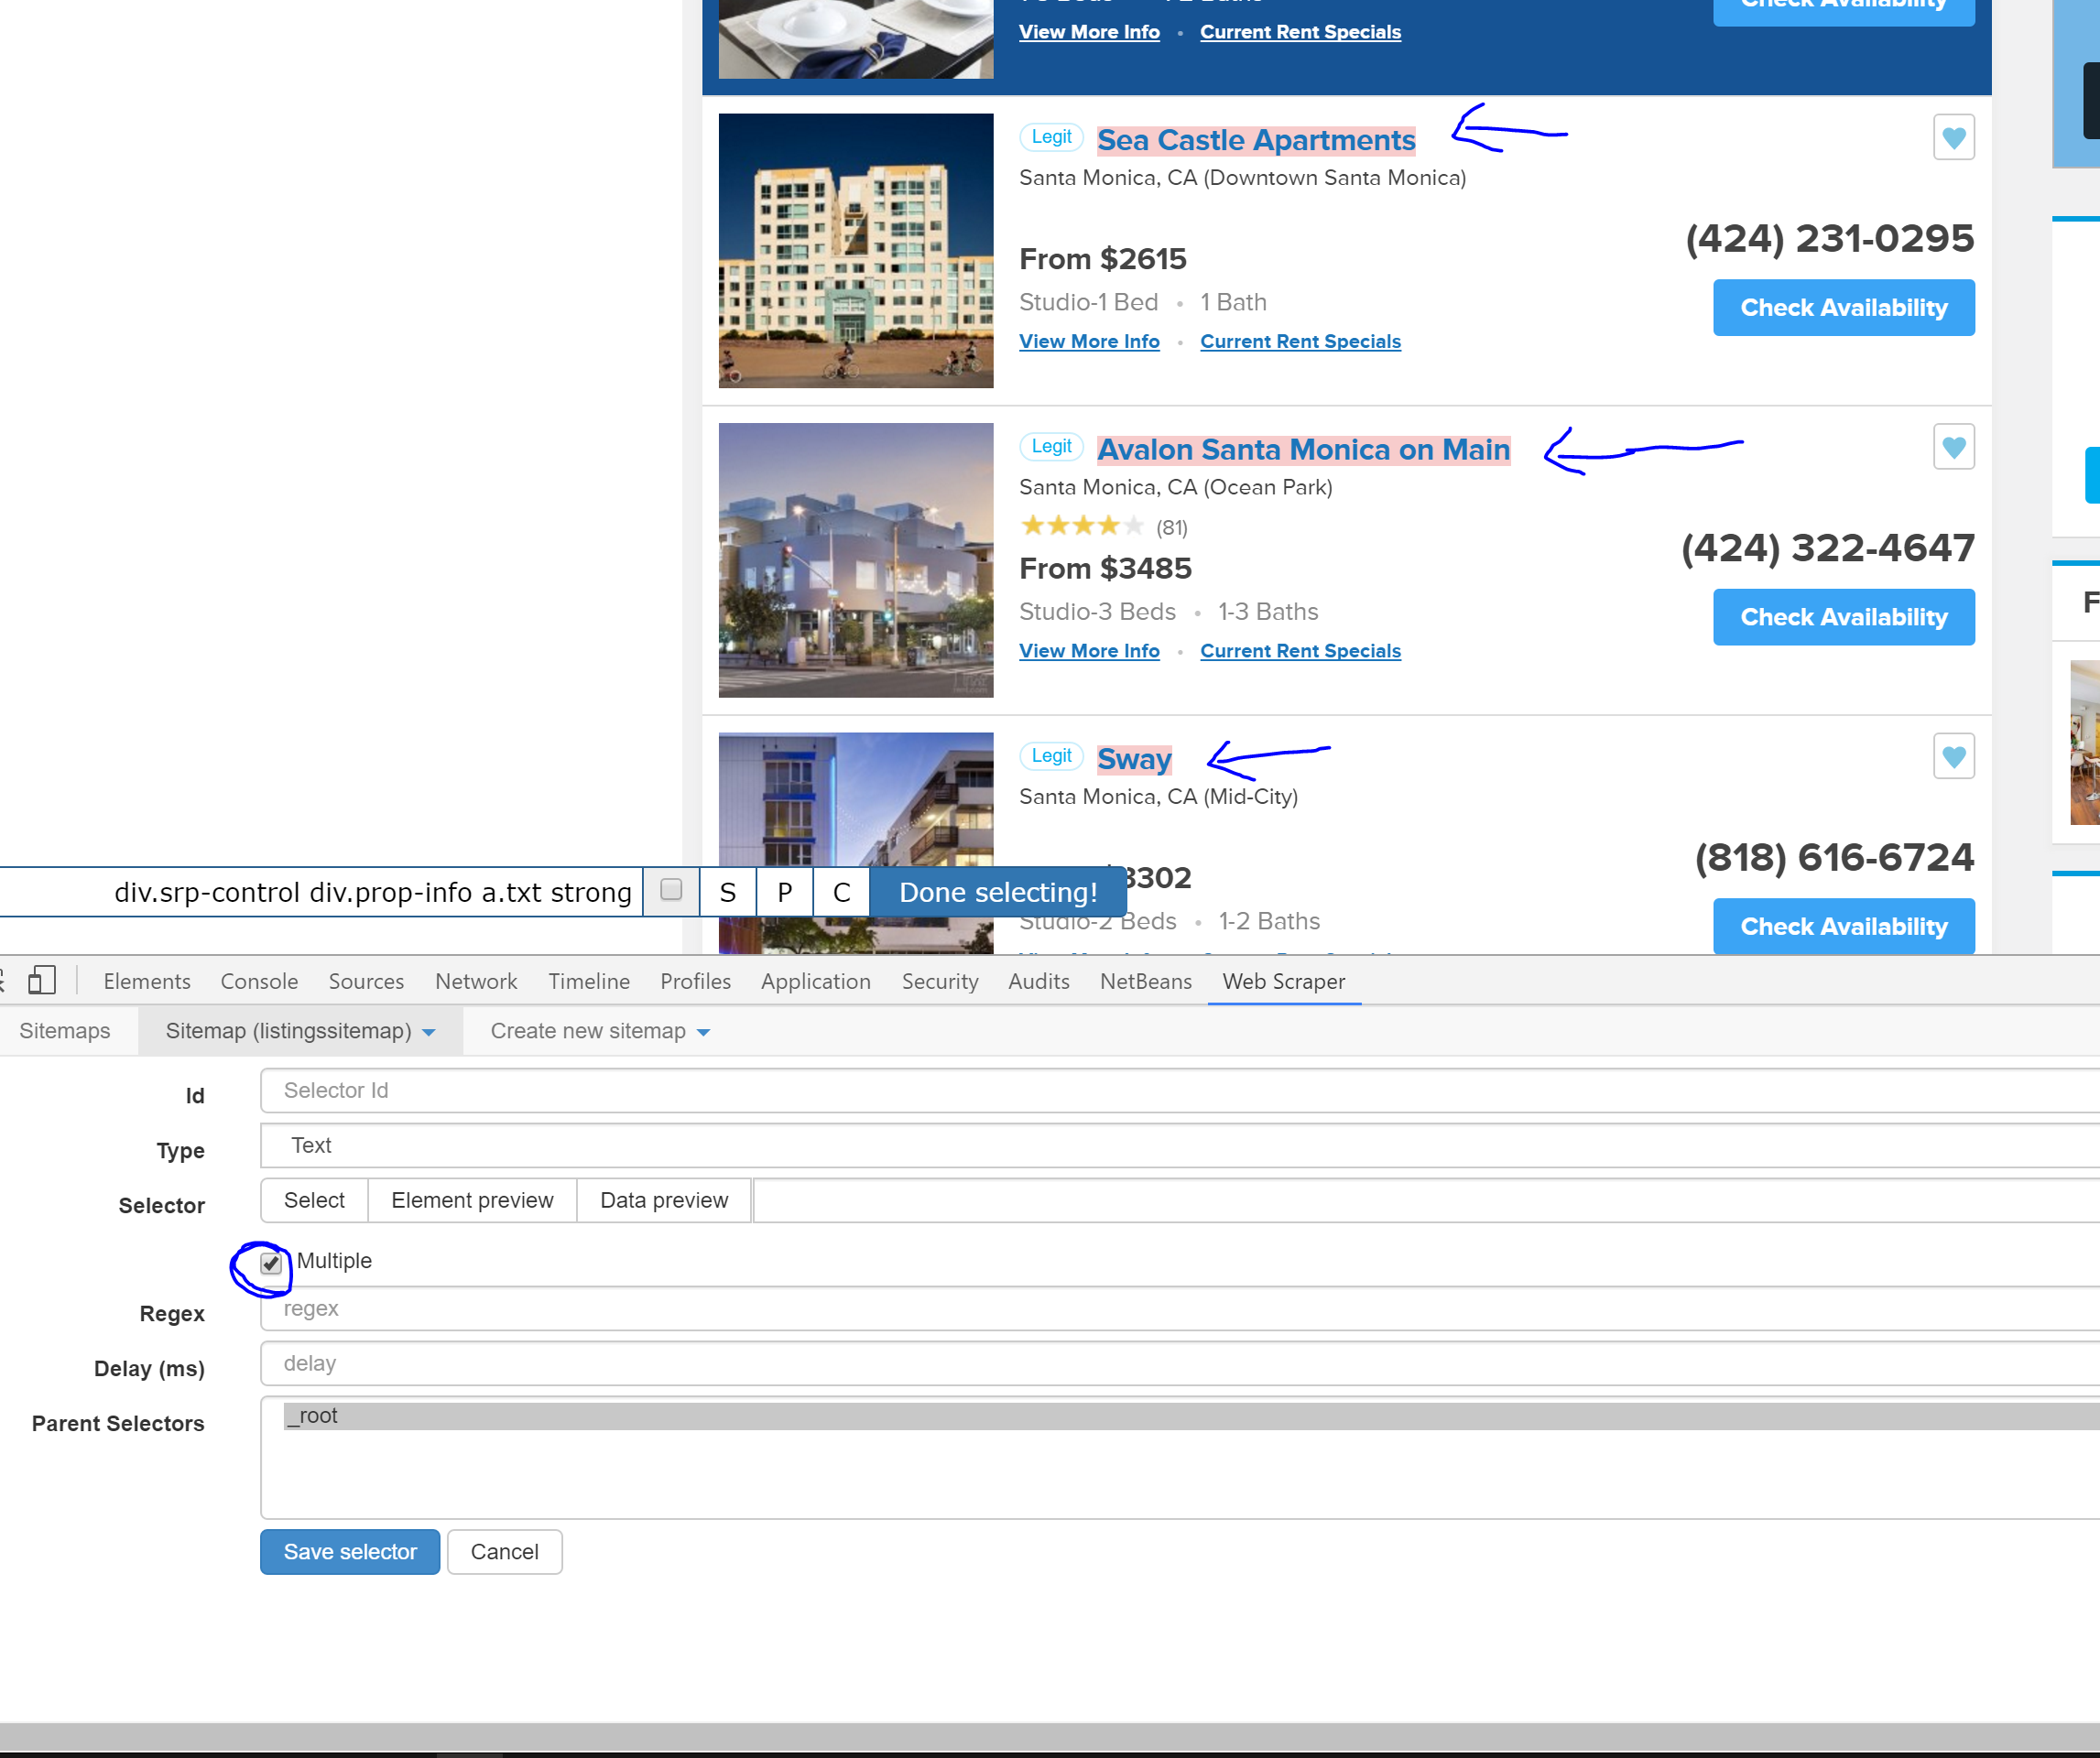 Check Availability
View More Info • Current Rent Specials
Legit Sea Castle Apartments
Santa Monica, CA (Downtown Santa Monica)
(424) 231-0295
From $2615
Studio-1 Bed • 1 Bath
Check Availability
View More Info • Current Rent Specials
Legit Avalon Santa Monica on Main
Santa Monica, CA (Ocean Park)
(81)
(424) 322-4647
From $3485
Studio-3 Beds • 1-3 Baths
Check Availability
View More Info • Current Rent Specials
Legit Sway
Santa Monica, CA (Mid-City)
(818) 616-6724
3302
div.srp-control div.prop-info a.txt strong S P C Done selecting!
Studio-2 Beds • 1-2 Baths
Check Availability
F
Elements Console Sources Network Timeline Profiles Application Security Audits NetBeans Web Scraper
Sitemaps Sitemap (listingssitemap) Create new sitemap
Id Selector Id
Type Text
Selector Select Element preview Data preview
Multiple
Regex regex
Delay (ms) delay
Parent Selectors _root
Save selector Cancel